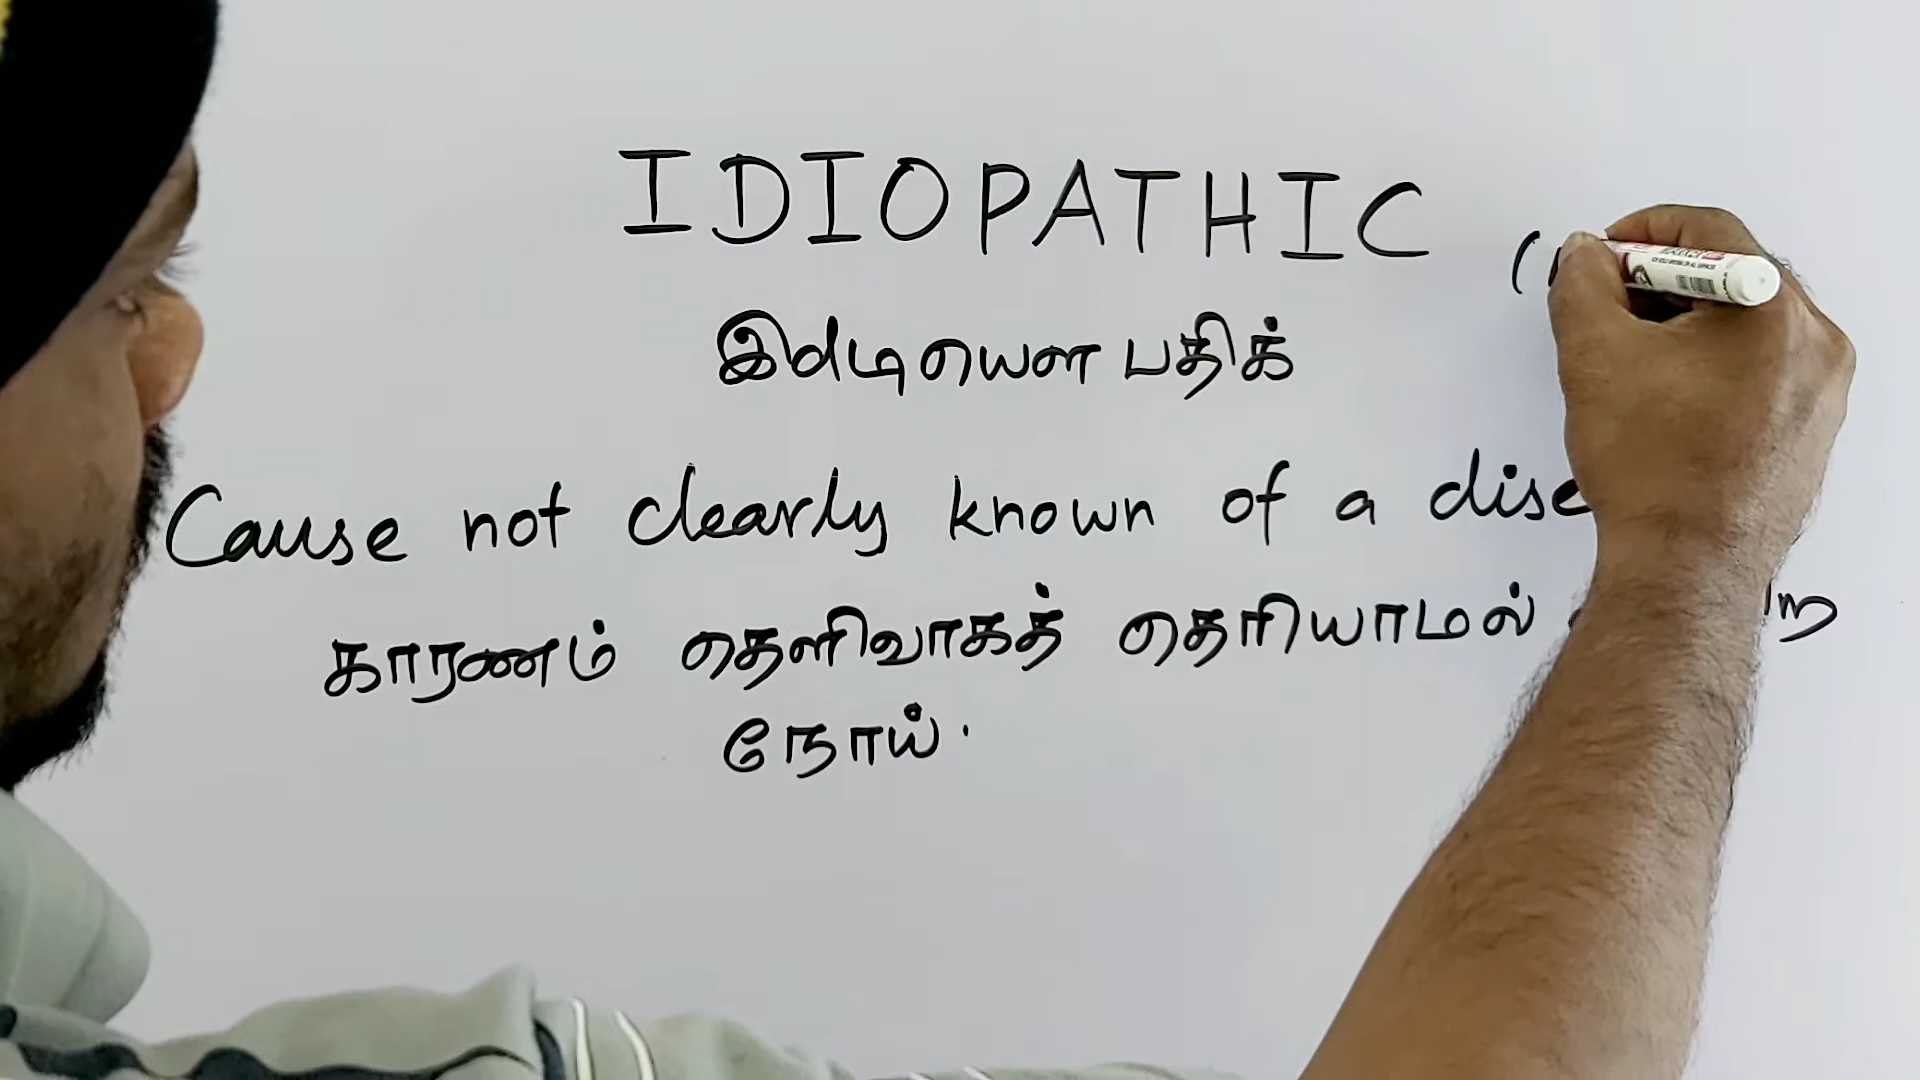 IDIOPATHIC (
இடியௌபதிக்
Cause not clearly known of a dise
காரணம் தெளிவாகத் தெரியாமல்
நோய்.